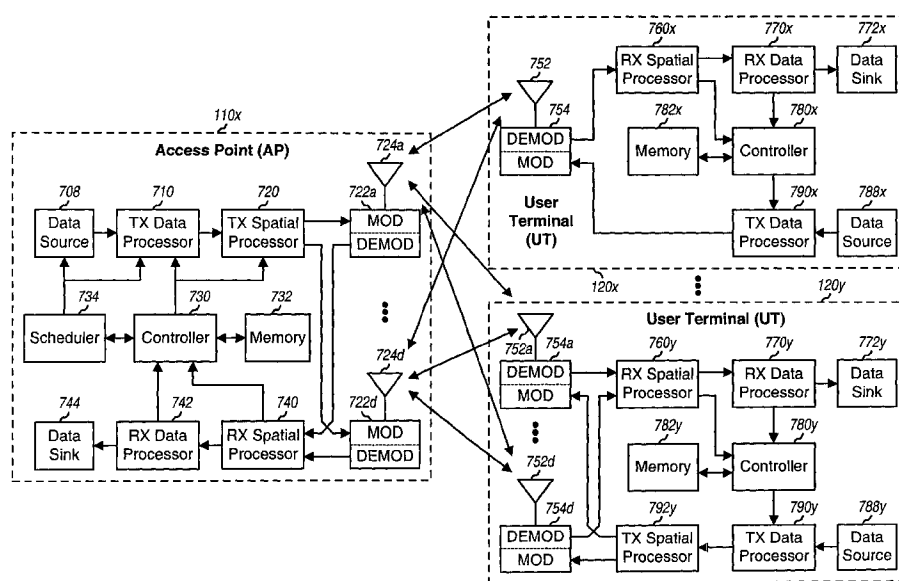 110x
Access Point (AP)
724a
708
710
720
722a
Data
Source
TX Data
Processor
TX Spatial
Processor
MOD
DEMOD
734
730
732
Scheduler
Controller
Memory
724d
744
742
740
722d
Data
Sink
RX Data
Processor
RX Spatial
Processor
MOD
DEMOD
760x
770x
772x
752
RX Spatial
Processor
RX Data
Processor
Data
Sink
754
782x
780x
DEMOD
MOD
Memory
Controller
User
Terminal
(UT)
790x
788x
TX Data
Processor
Data
Source
120x
120y
User Terminal (UT)
752a
754a
760y
770y
772y
DEMOD
MOD
RX Spatial
Processor
RX Data
Processor
Data
Sink
782y
780y
Memory
Controller
752d
754d
792y
790y
788y
DEMOD
MOD
TX Spatial
Processor
TX Data
Processor
Data
Source